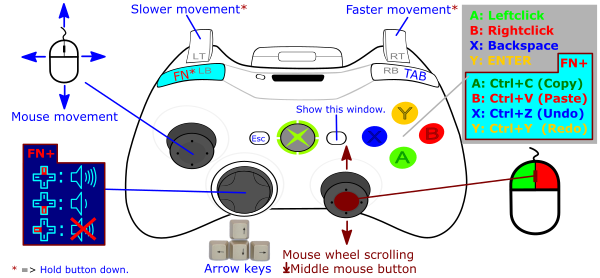 Slower movement*
Faster movement*
A: Leftclick
B: Rightclick
X: Backspace
Y: ENTER
FN+
A: Ctrl+C (Copy)
B: Ctrl+V (Paste)
X: Ctrl+Z (Undo)
Y: Ctrl+Y (Redo)
LT
RT
FN* LB
RB TAB
Mouse movement
Show this window.
Esc
Y
X
B
A
FN+
Arrow keys
Mouse wheel scrolling
Middle mouse button
* => Hold button down.